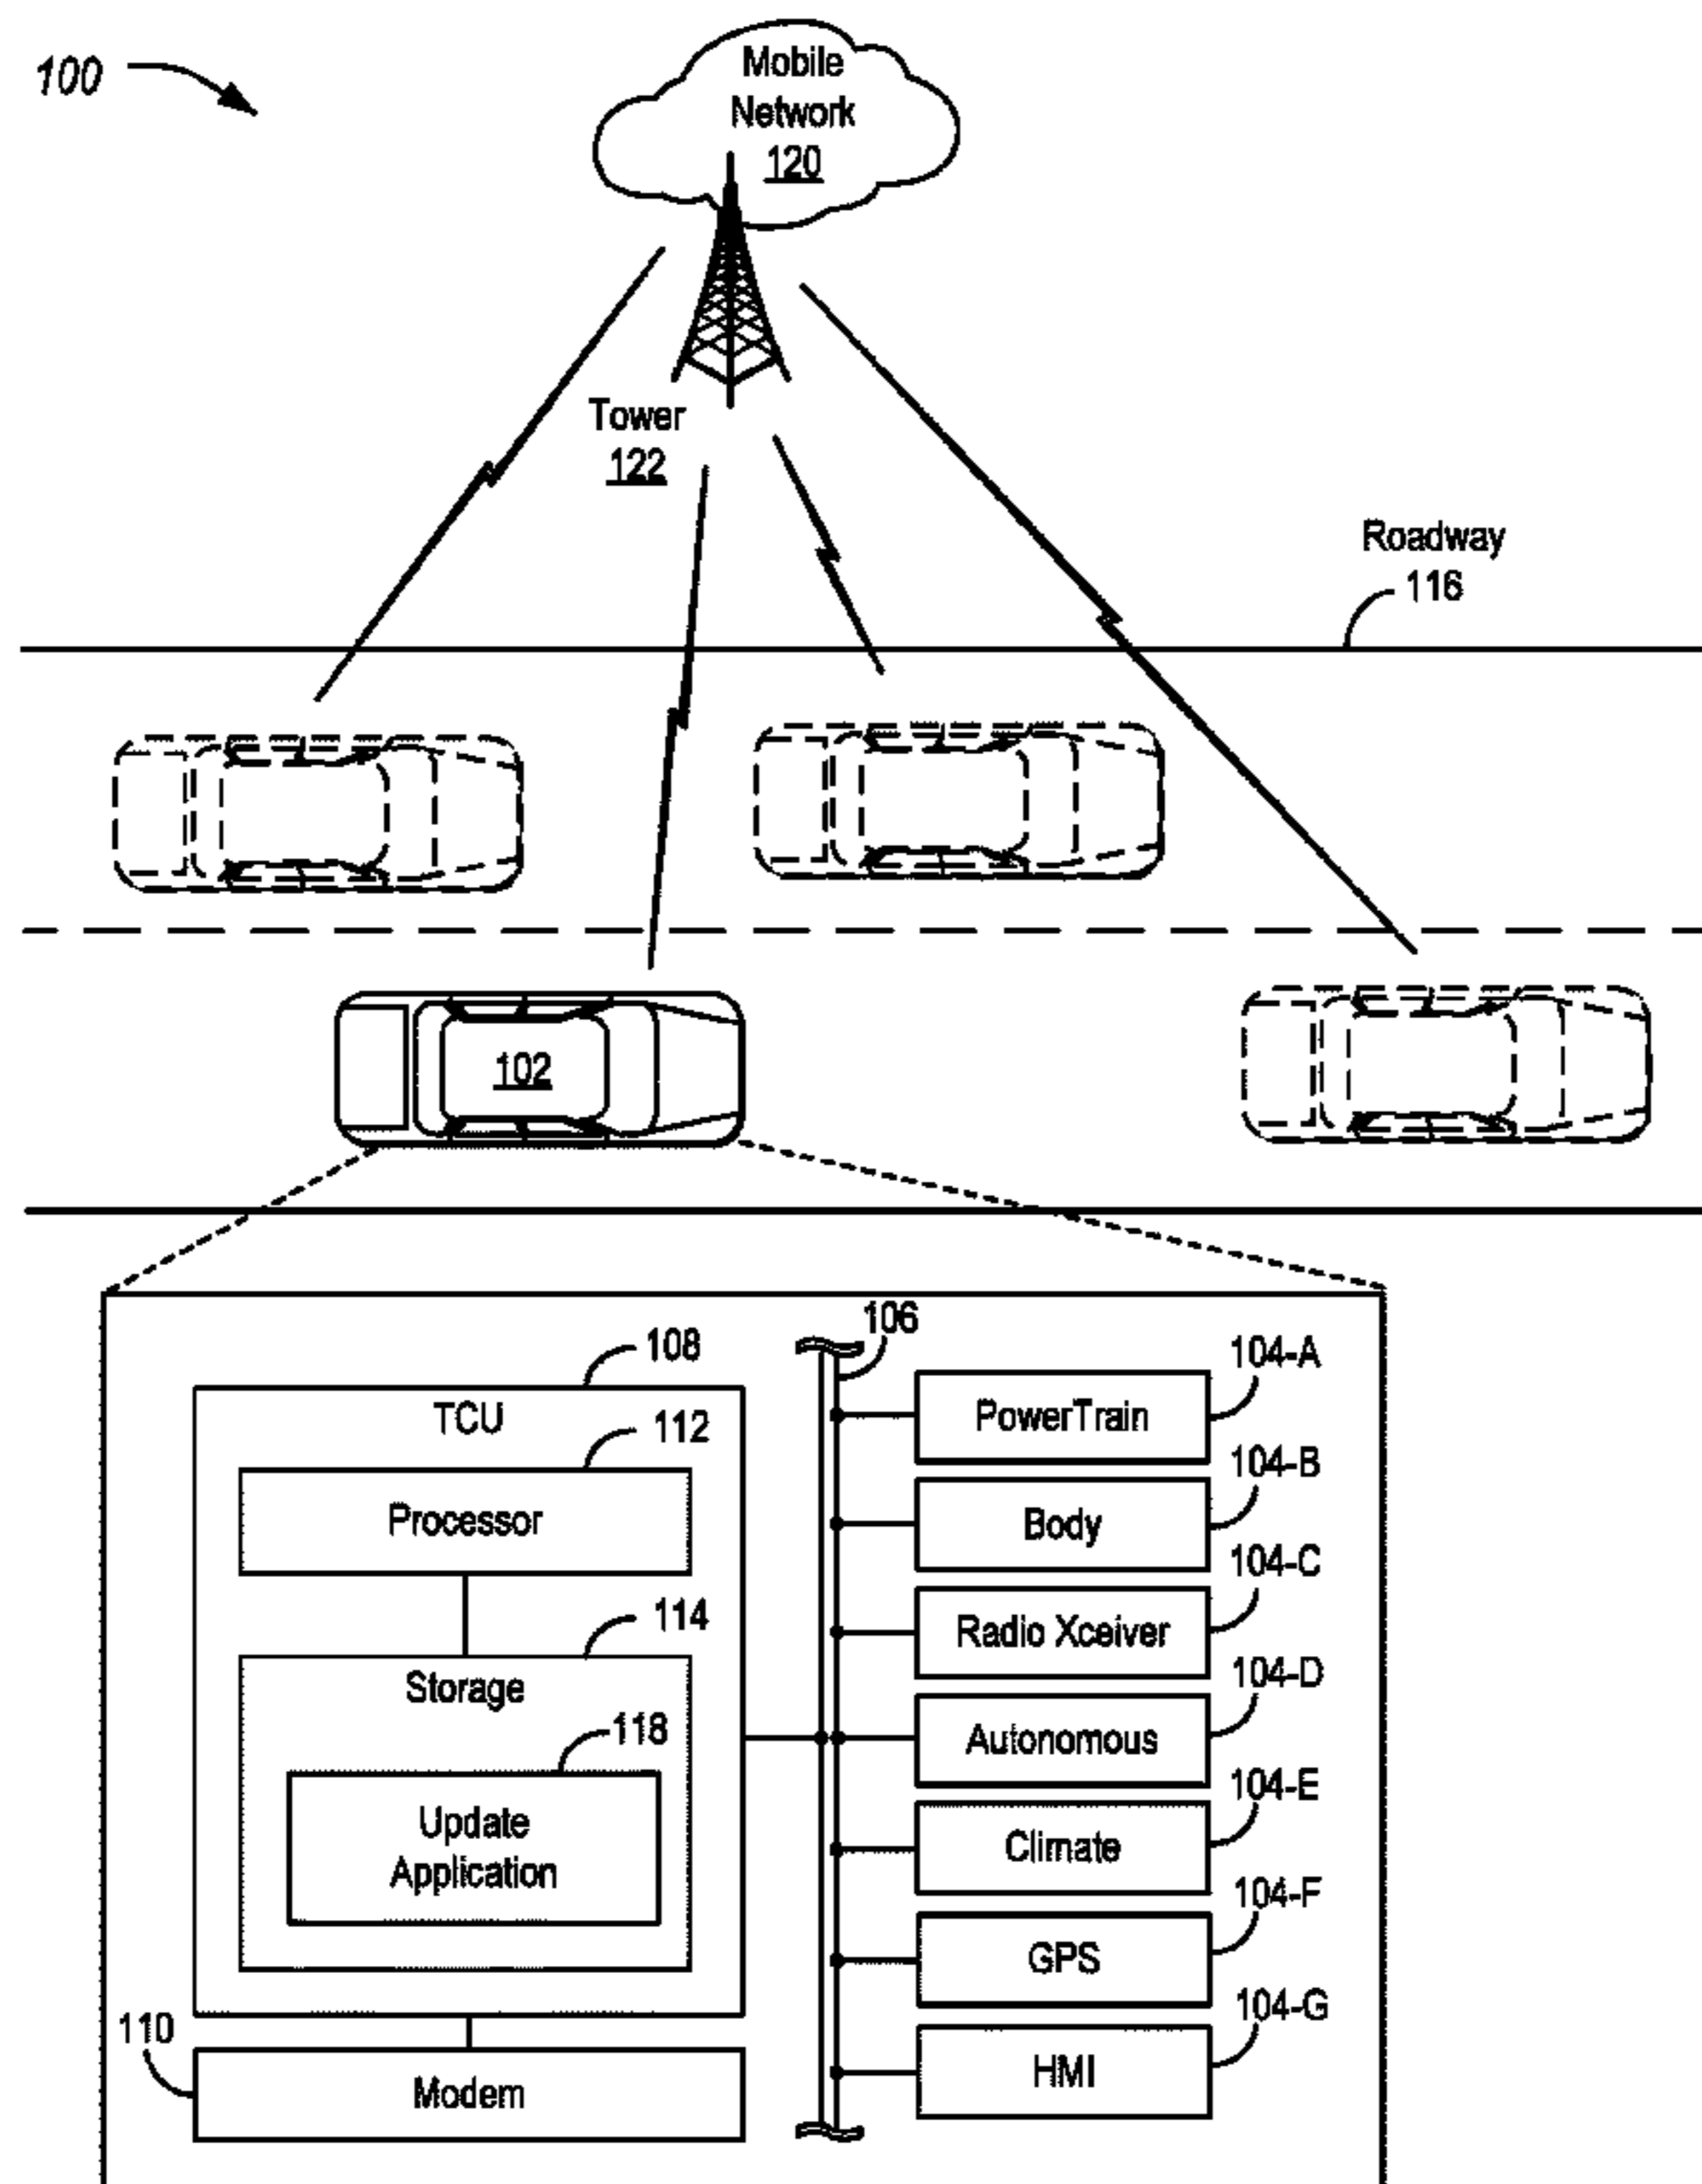 100
Mobile
Network
120
Tower
122
Roadway
116
102
106
108
TCU
112
Processor
114
Storage
118
Update
Application
110
Modem
104-A
PowerTrain
104-B
Body
104-C
Radio Xceiver
104-D
Autonomous
104-E
Climate
104-F
GPS
104-G
HMI